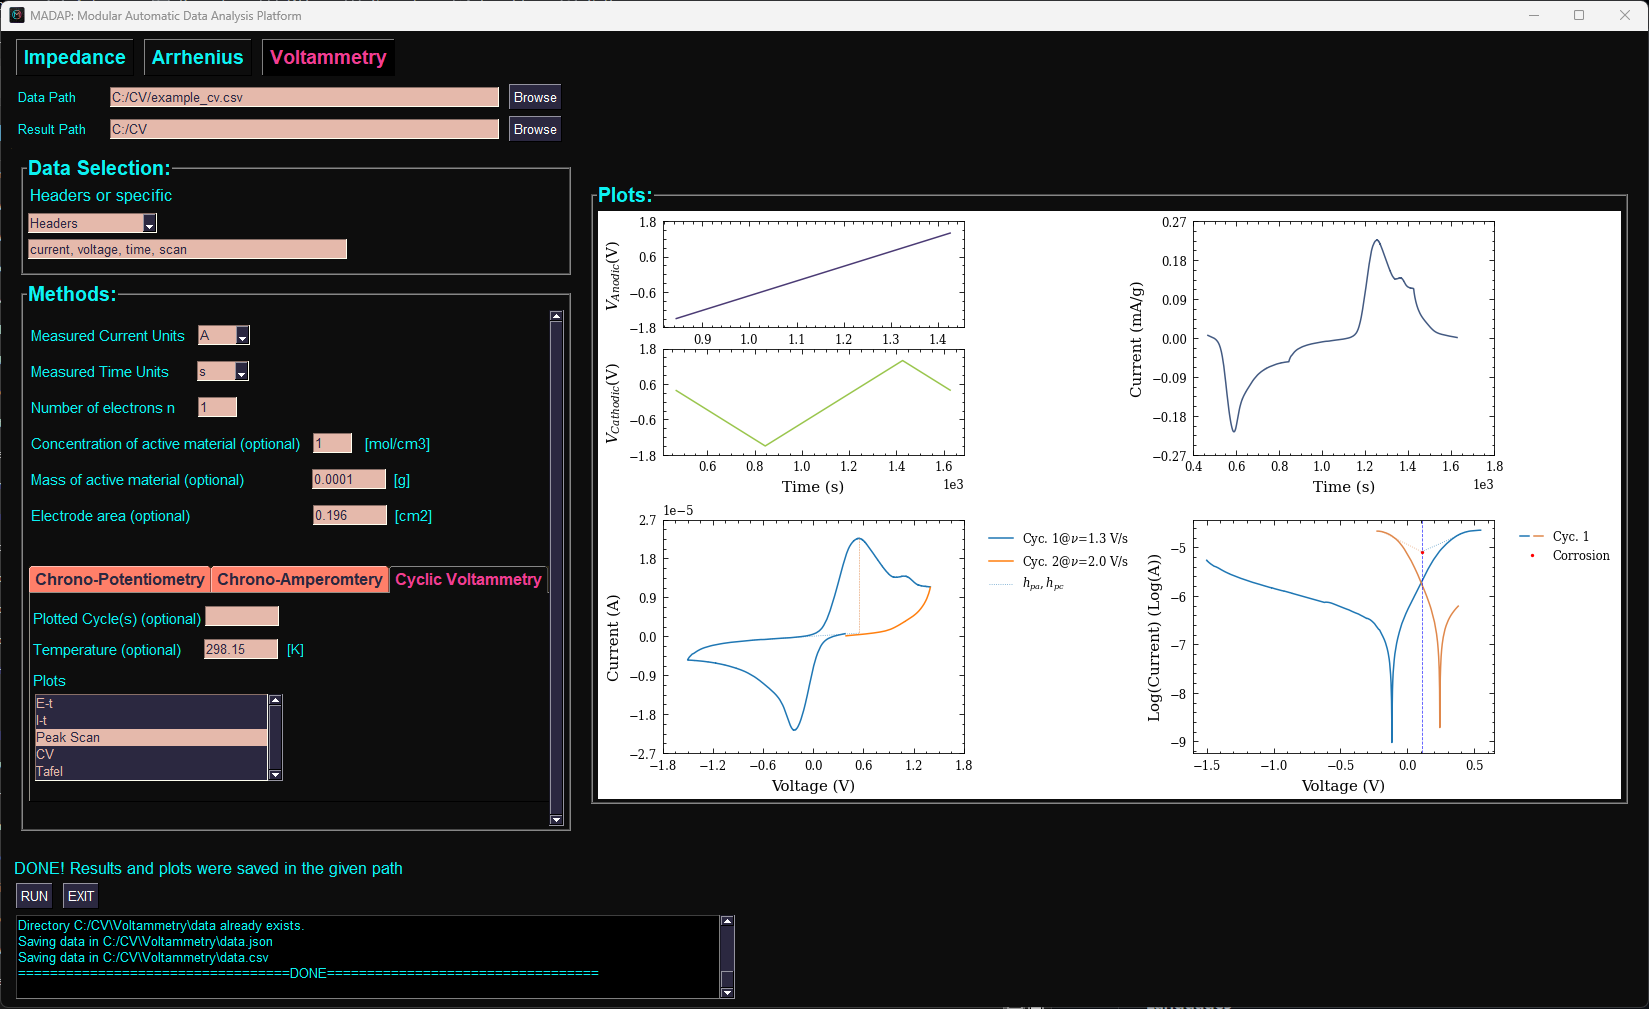 MADAP: Modular Automatic Data Analysis Platform
Impedance Arrhenius Voltammetry
Data Path C:/CV/example_cv.csv Browse
Result Path C:/CV Browse
Data Selection:
Headers or specific
Headers
current, voltage, time, scan
Methods:
Measured Current Units A
Measured Time Units s
Number of electrons n 1
Concentration of active material (optional) 1 [mol/cm3]
Mass of active material (optional) 0.0001 [g]
Electrode area (optional) 0.196 [cm2]
Chrono-Potentiometry Chrono-Amperomtery Cyclic Voltammetry
Plotted Cycle(s) (optional)
Temperature (optional) 298.15 [K]
Plots
E-t
I-t
Peak Scan
CV
Tafel
DONE! Results and plots were saved in the given path
RUN EXIT
Directory C:/CV\Voltammetry\data already exists.
Saving data in C:/CV\Voltammetry\data.json
Saving data in C:/CV\Voltammetry\data.csv
==================================DONE==================================
Plots:
V_Anodic(V)
1.8
0.6
−0.6
−1.8
0.9 1.0 1.1 1.2 1.3 1.4
V_Cathodic(V)
1.8
0.6
−0.6
−1.8
0.6 0.8 1.0 1.2 1.4 1.6
Time (s) 1e3
Current (mA/g)
0.27
0.18
0.09
0.00
−0.09
−0.18
−0.27
0.4 0.6 0.8 1.0 1.2 1.4 1.6 1.8
Time (s) 1e3
1e−5
Current (A)
2.7
1.8
0.9
0.0
−0.9
−1.8
−2.7
−1.8 −1.2 −0.6 0.0 0.6 1.2 1.8
Voltage (V)
Cyc. 1@ν=1.3 V/s
Cyc. 2@ν=2.0 V/s
h_pa, h_pc
Log(Current) (Log(A))
−5
−6
−7
−8
−9
−1.5 −1.0 −0.5 0.0 0.5
Voltage (V)
Cyc. 1
Corrosion